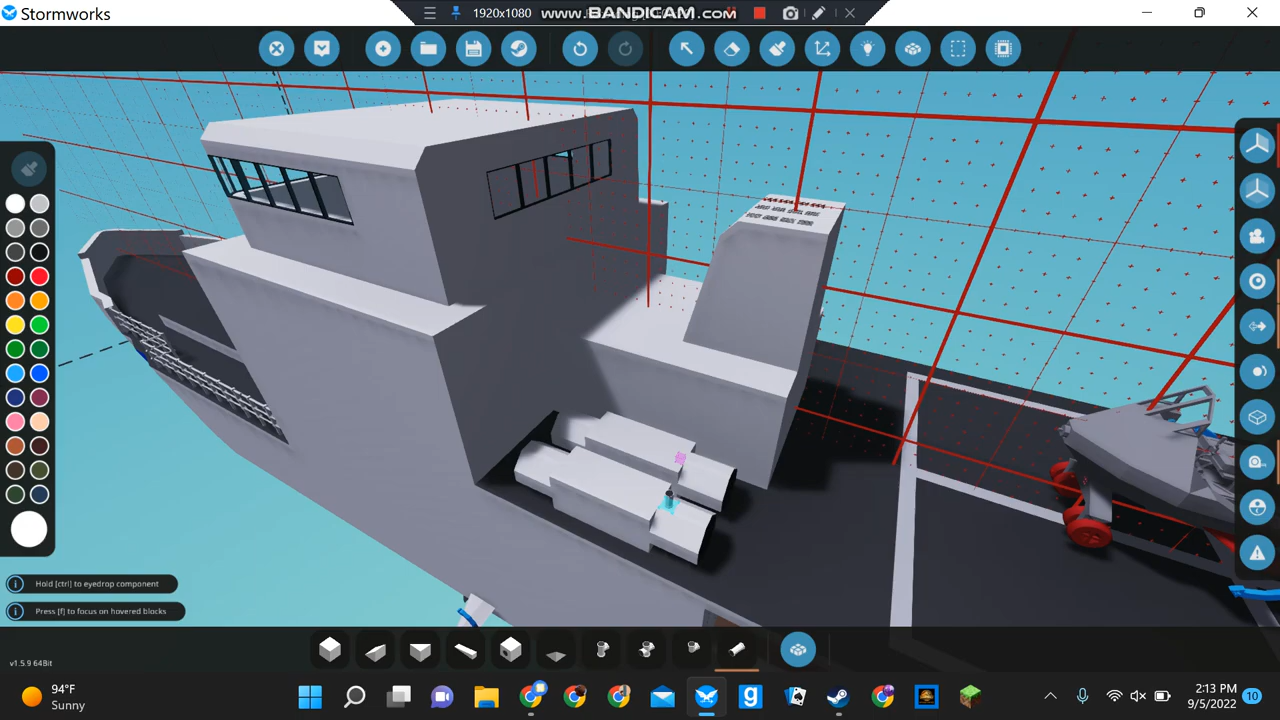 Stormworks
1920x1080
www.BANDICAM.com
Hold [ctrl] to eyedrop component
Press [f] to focus on hovered blocks
v1.5.9 64Bit
94°F
Sunny
2:13 PM
9/5/2022
10